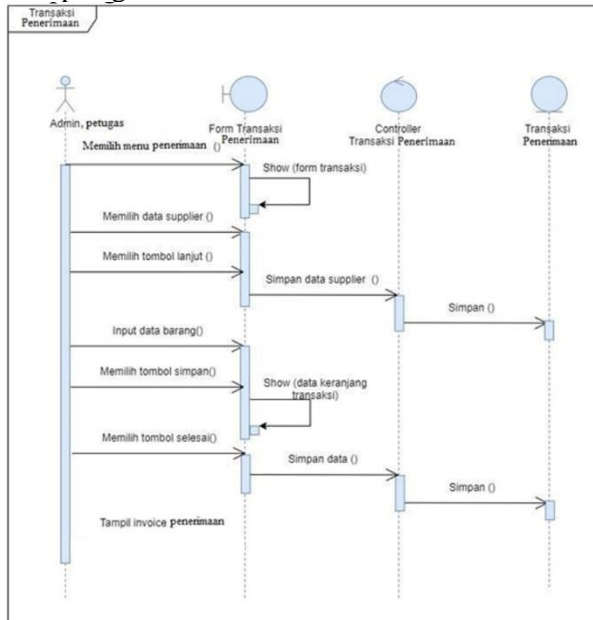 Transaksi
Penerimaan
Admin, petugas
Form Transaksi
Penerimaan
Controller
Transaksi Penerimaan
Transaksi
Penerimaan
Memilih menu penerimaan ()
Show (form transaksi)
Memilih data supplier ()
Memilih tombol lanjut ()
Simpan data supplier ()
Simpan ()
Input data barang()
Memilih tombol simpan()
Show (data keranjang
transaksi)
Memilih tombol selesai()
Simpan data ()
Simpan ()
Tampil invoice penerimaan